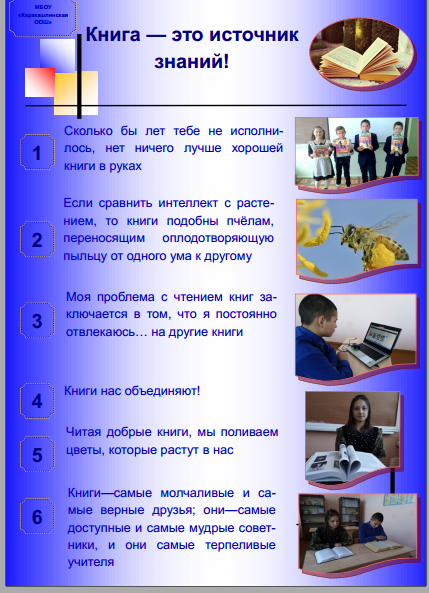 МБОУ
«Каракашлинская
ООШ»
Книга — это источник
знаний!
1
Сколько бы лет тебе не исполни-
лось, нет ничего лучше хорошей
книги в руках
2
Если сравнить интеллект с расте-
нием, то книги подобны пчёлам,
переносящим оплодотворяющую
пыльцу от одного ума к другому
3
Моя проблема с чтением книг за-
ключается в том, что я постоянно
отвлекаюсь… на другие книги
4
Книги нас объединяют!
5
Читая добрые книги, мы поливаем
цветы, которые растут в нас
6
Книги—самые молчаливые и са-
мые верные друзья; они—самые
доступные и самые мудрые совет-
ники, и они самые терпеливые
учителя